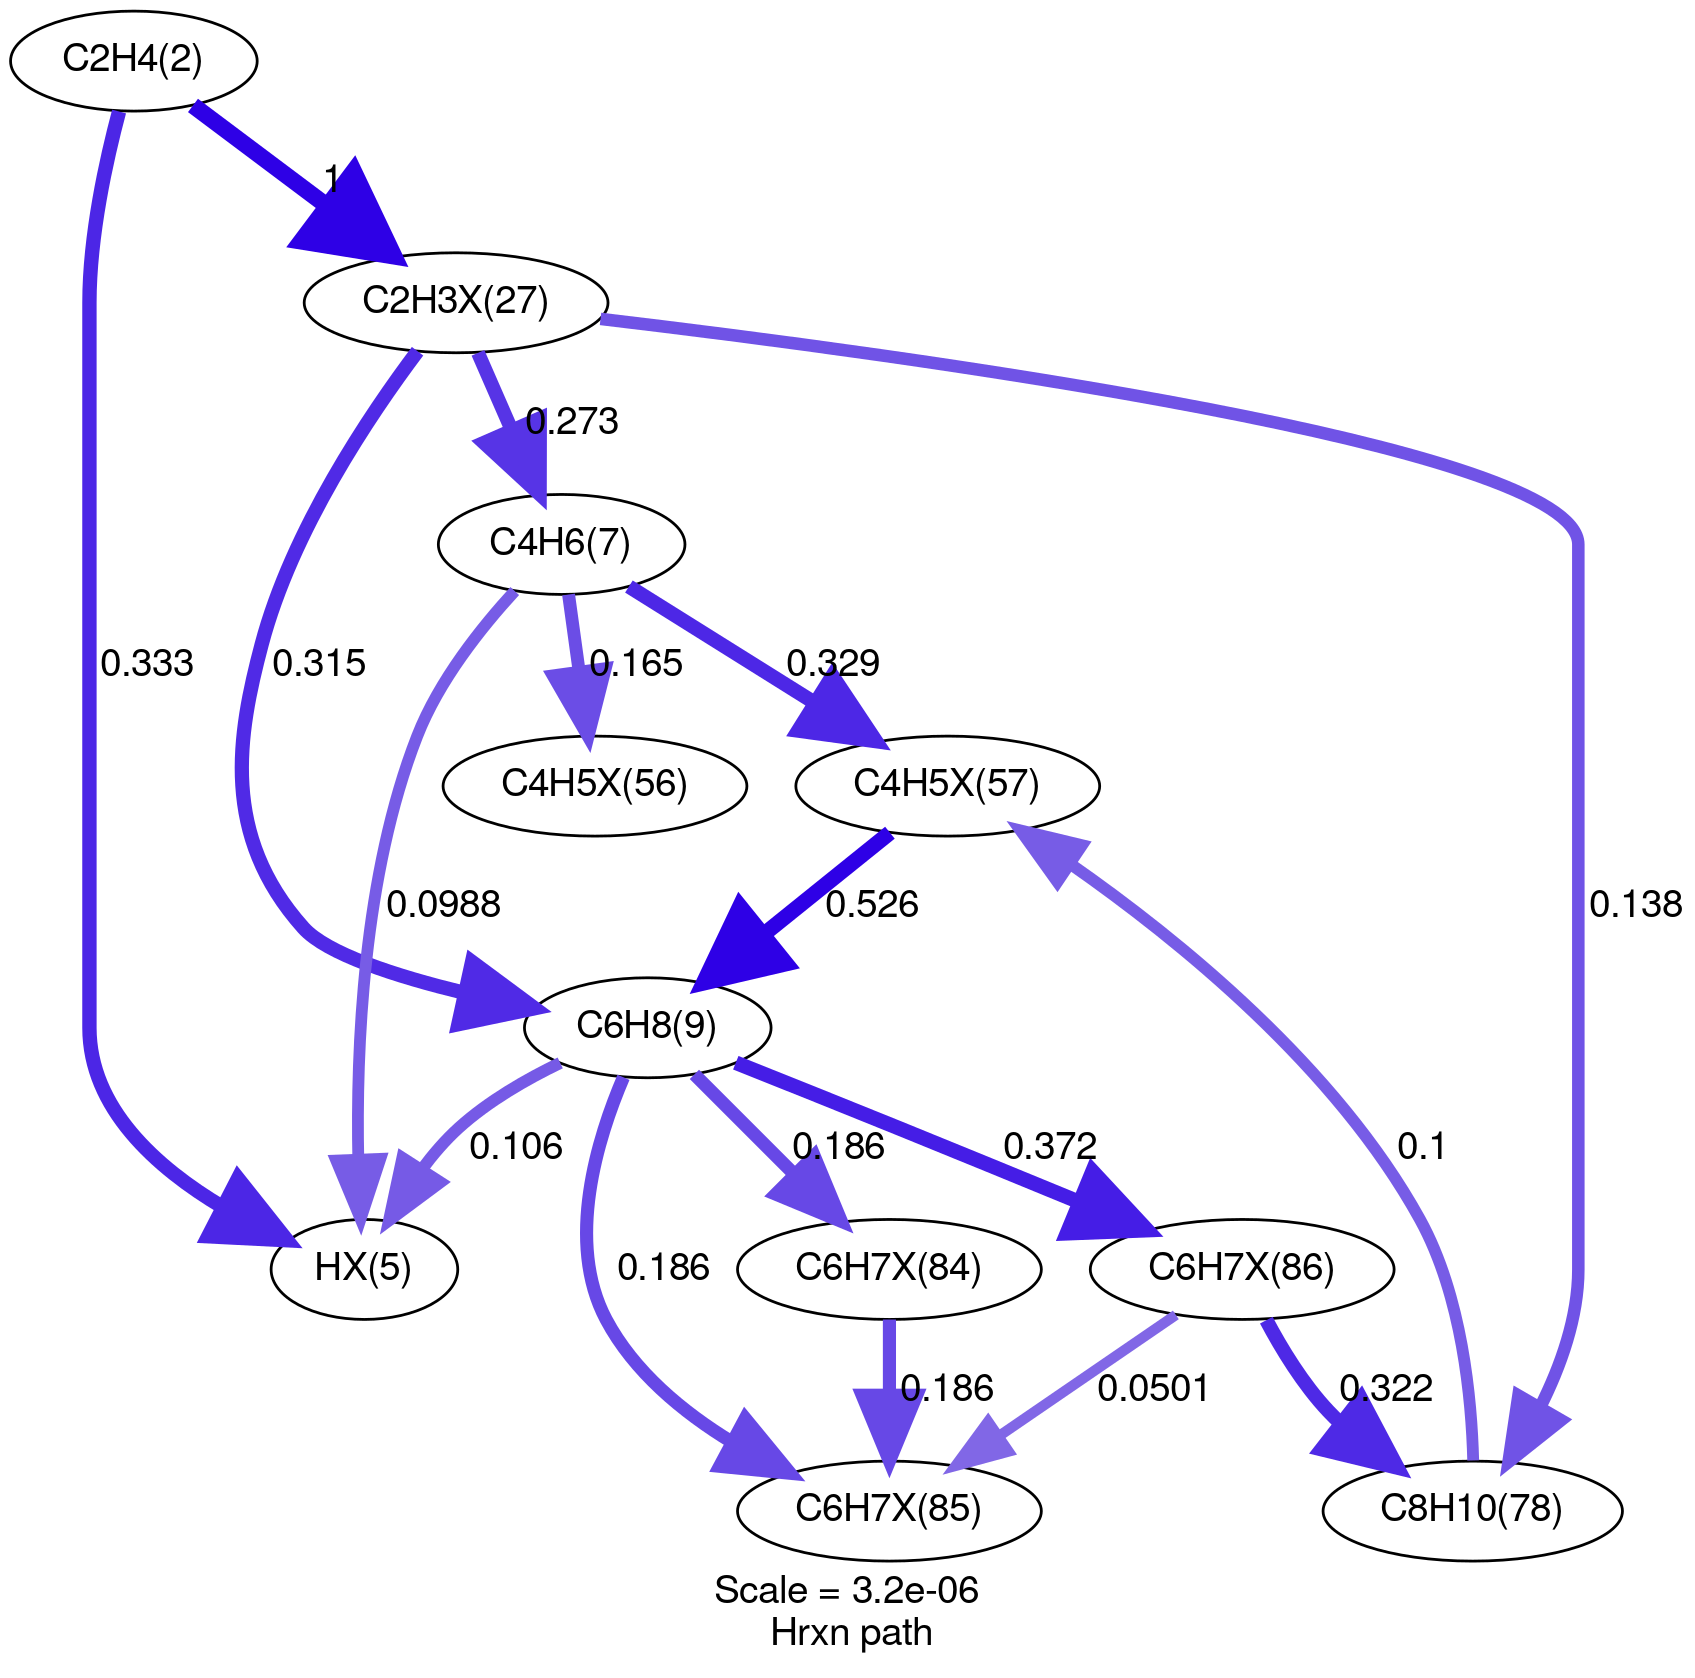 C2H4(2)
1
C2H3X(27)
0.273
C4H6(7)
0.333
0.315
0.165
0.329
C4H5X(56)
C4H5X(57)
0.0988
0.526
0.138
C6H8(9)
0.106
0.186
0.372
0.1
HX(5)
0.186
C6H7X(84)
C6H7X(86)
0.186
0.0501
0.322
C6H7X(85)
C8H10(78)
Scale = 3.2e-06
Hrxn path